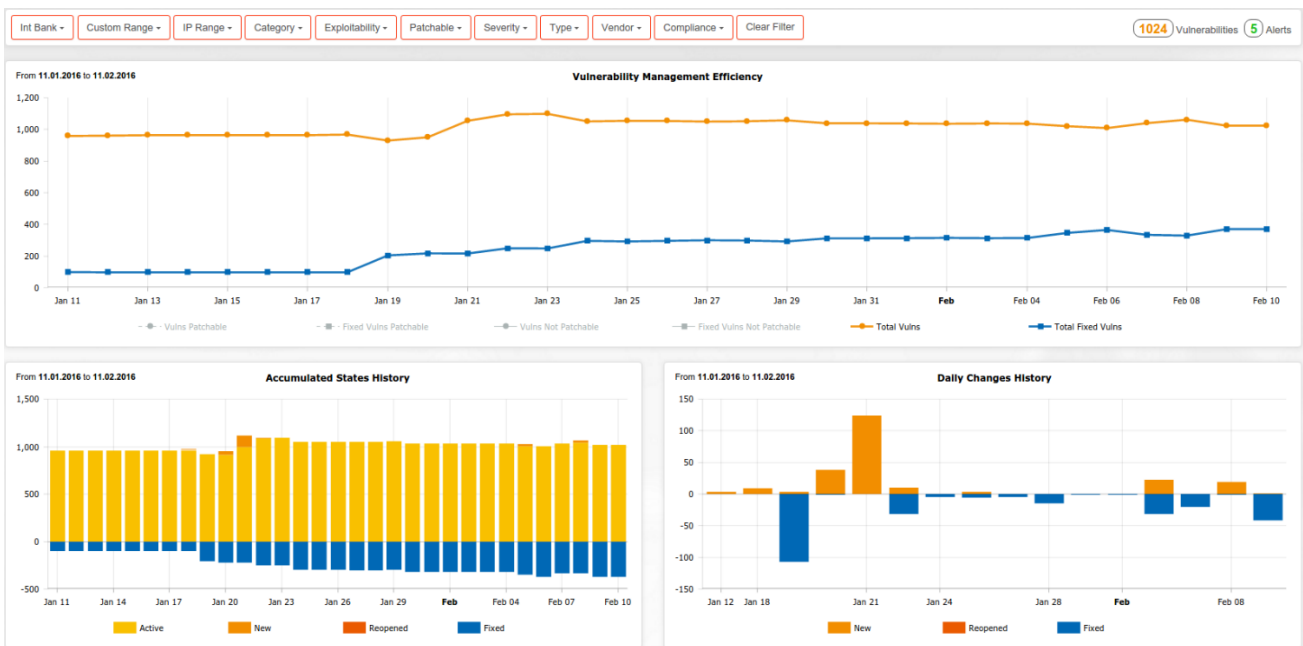 Int Bank Custom Range IP Range Category Exploitability Patchable Severity Type Vendor Compliance Clear Filter 1024 Vulnerabilities 5 Alerts
From 11.01.2016 to 11.02.2016 Vulnerability Management Efficiency
1,200
1,000
800
600
400
200
0
Jan 11 Jan 13 Jan 15 Jan 17 Jan 19 Jan 21 Jan 23 Jan 25 Jan 27 Jan 29 Jan 31 Feb Feb 04 Feb 06 Feb 08 Feb 10
Vulns Patchable Fixed Vulns Patchable Vulns Not Patchable Fixed Vulns Not Patchable Total Vulns Total Fixed Vulns
From 11.01.2016 to 11.02.2016 Accumulated States History
1,500
1,000
500
0
-500
Jan 11 Jan 14 Jan 17 Jan 20 Jan 23 Jan 26 Jan 29 Feb Feb 04 Feb 07 Feb 10
Active New Reopened Fixed
From 11.01.2016 to 11.02.2016 Daily Changes History
150
100
50
0
-50
-100
-150
Jan 12 Jan 18 Jan 21 Jan 24 Jan 28 Feb Feb 08
New Reopened Fixed